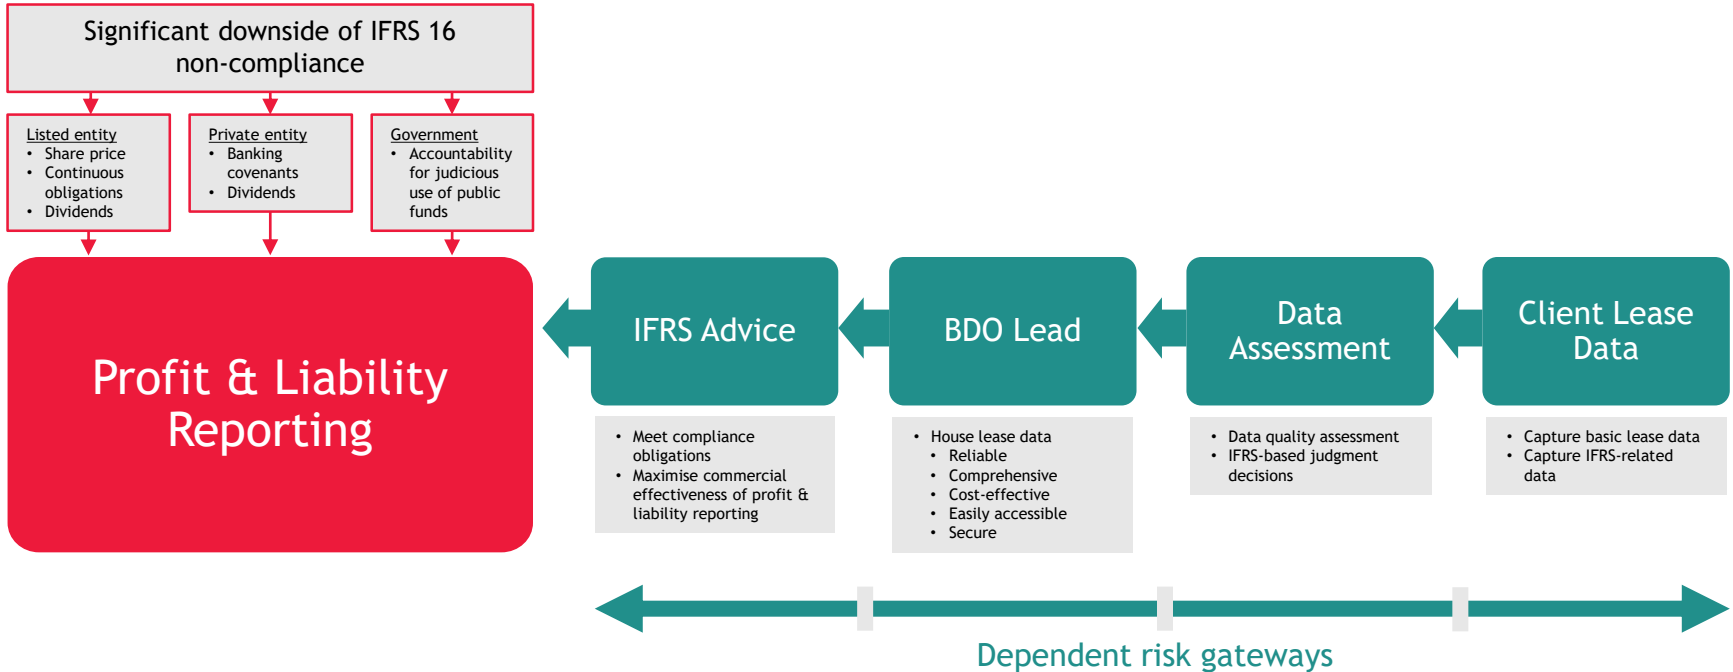 Significant downside of IFRS 16
non-compliance
Listed entity
• Share price
• Continuous
obligations
• Dividends
Private entity
• Banking
covenants
• Dividends
Government
• Accountability
for judicious
use of public
funds
Profit & Liability
Reporting
IFRS Advice
• Meet compliance
obligations
• Maximise commercial
effectiveness of profit &
liability reporting
BDO Lead
• House lease data
• Reliable
• Comprehensive
• Cost-effective
• Easily accessible
• Secure
Data
Assessment
• Data quality assessment
• IFRS-based judgment
decisions
Client Lease
Data
• Capture basic lease data
• Capture IFRS-related
data
Dependent risk gateways